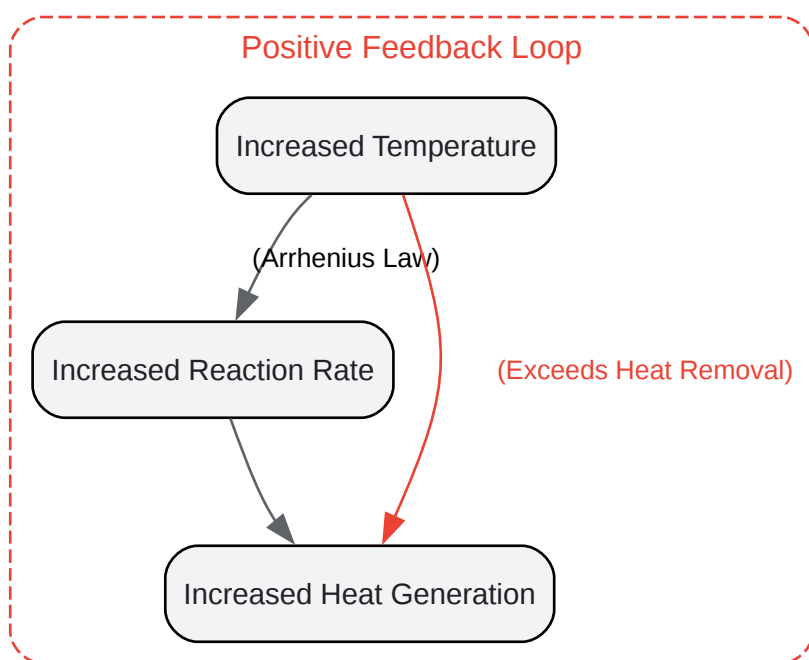 Positive Feedback Loop
Increased Temperature
(Arrhenius Law)
Increased Reaction Rate
(Exceeds Heat Removal)
Increased Heat Generation